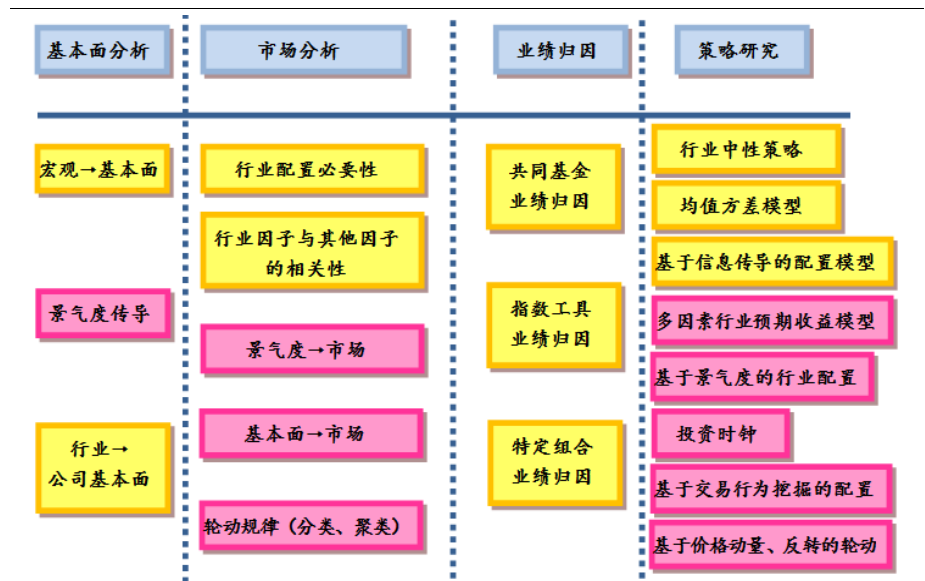 基本面分析
市场分析
业绩归因
策略研究
宏观→基本面
景气度传导
行业→
公司基本面
行业配置必要性
行业因子与其他因子
的相关性
景气度→市场
基本面→市场
轮动规律（分类、聚类）
共同基金
业绩归因
指数工具
业绩归因
特定组合
业绩归因
行业中性策略
均值方差模型
基于信息传导的配置模型
多因素行业预期收益模型
基于景气度的行业配置
投资时钟
基于交易行为挖掘的配置
基于价格动量、反转的轮动